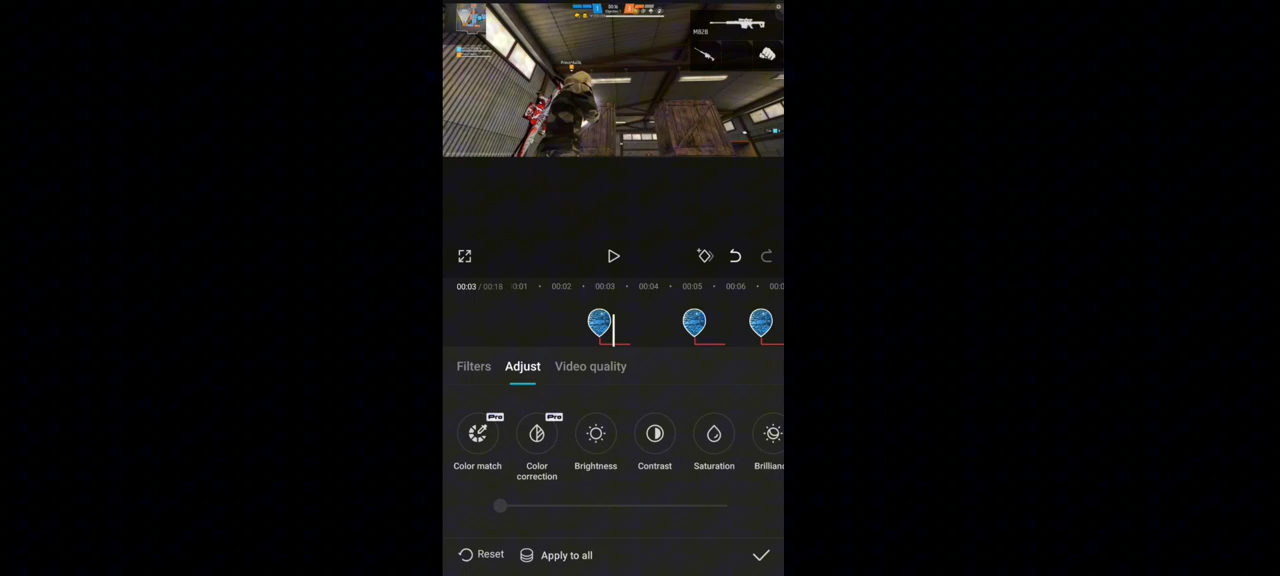 M82B
00:03 / 00:18
00:02
00:03
00:04
00:05
00:06
Filters
Adjust
Video quality
Pro
Pro
Color match
Color
correction
Brightness
Contrast
Saturation
Reset
Apply to all